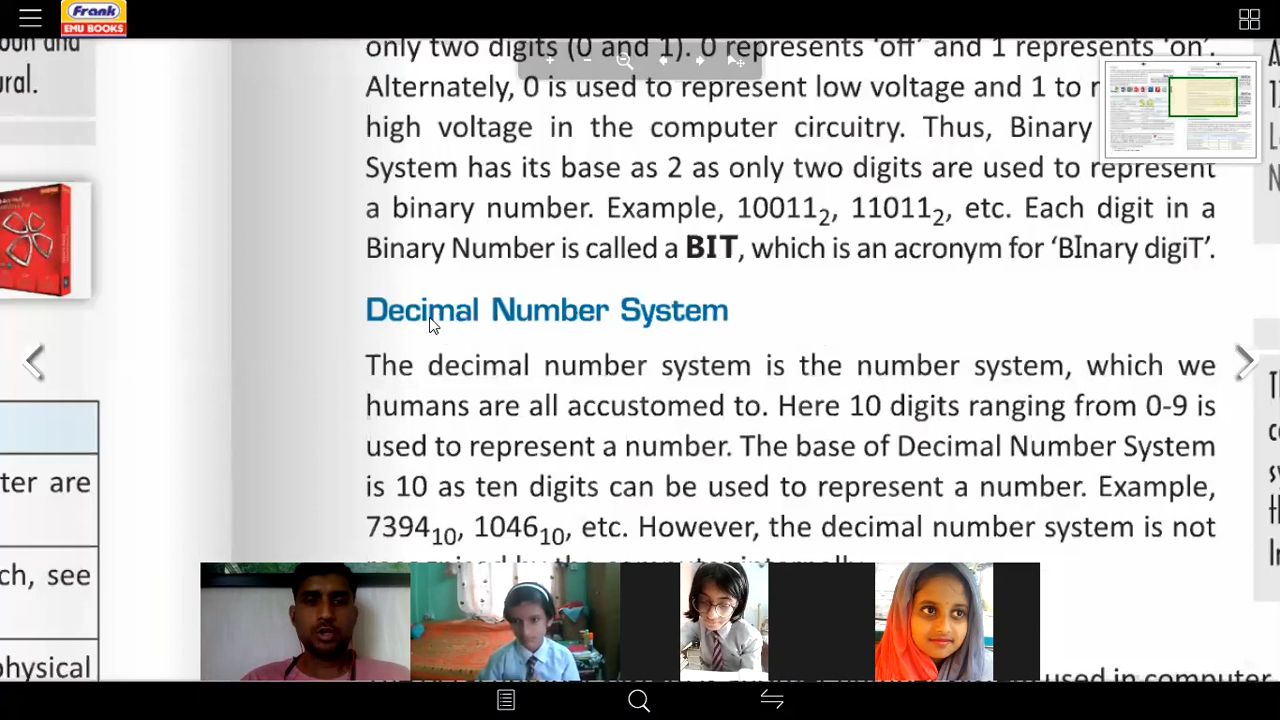 Frank
EMU BOOKS
ural.
only two digits (0 and 1). 0 represents 'off' and 1 represents 'on'.
Alternately, 0 is used to represent low voltage and 1 to
high voltage in the computer circuitry. Thus, Binary
System has its base as 2 as only two digits are used to represent
a binary number. Example, 10011₂, 11011₂, etc. Each digit in a
Binary Number is called a BIT, which is an acronym for 'BInary digiT'.
Decimal Number System
The decimal number system is the number system, which we
humans are all accustomed to. Here 10 digits ranging from 0-9 is
used to represent a number. The base of Decimal Number System
is 10 as ten digits can be used to represent a number. Example,
7394₁₀, 1046₁₀, etc. However, the decimal number system is not
ter are
ch, see
physical
used in computer